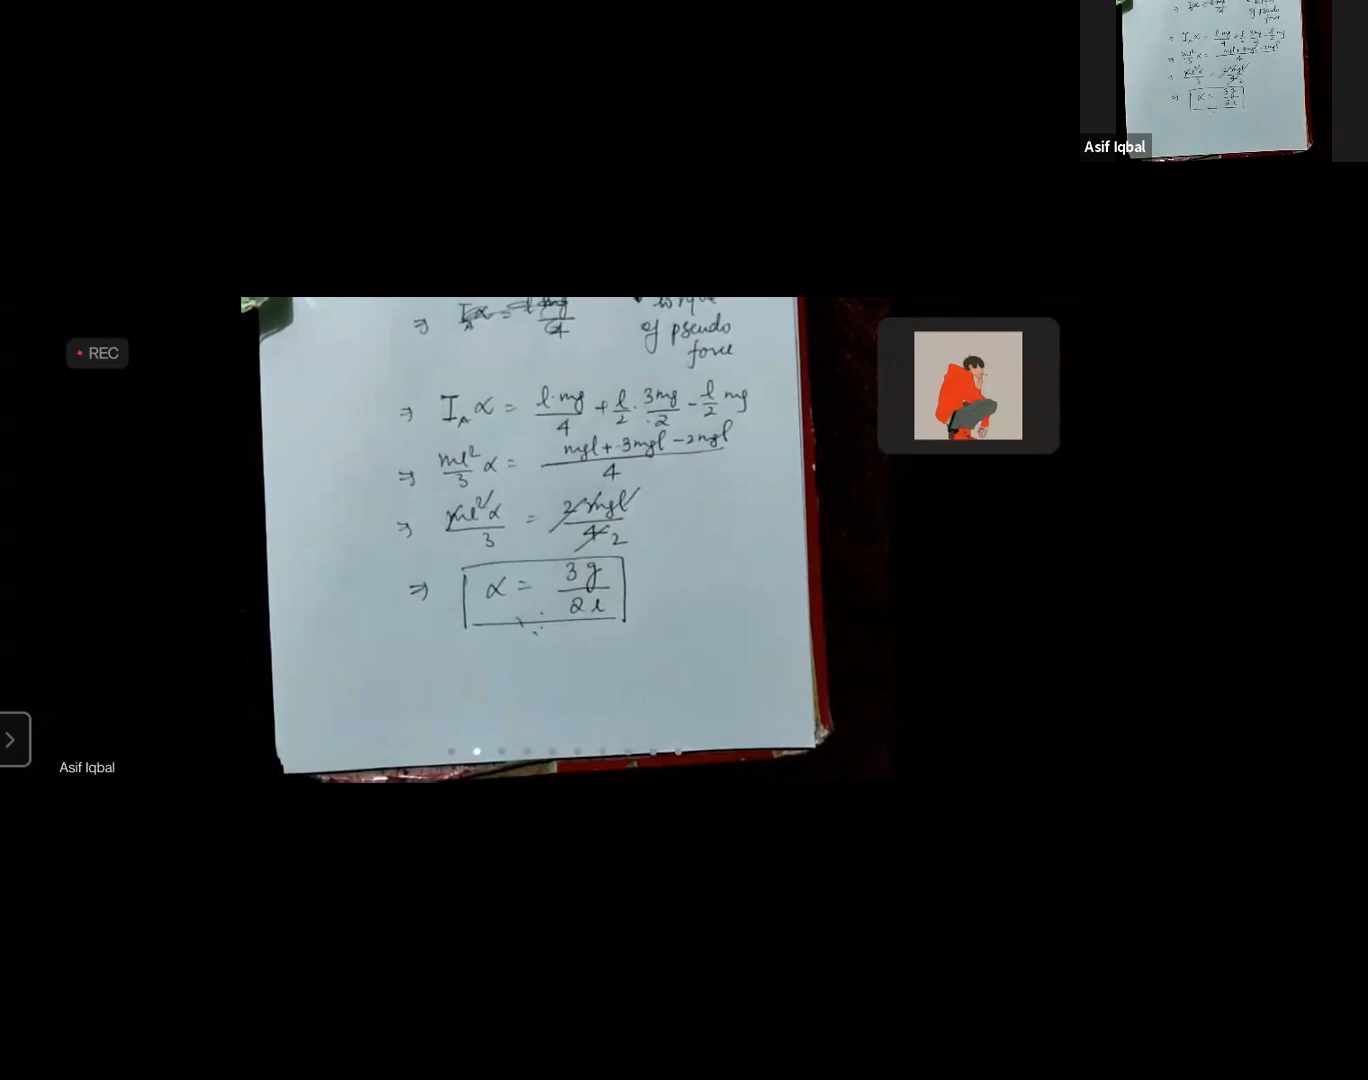 of pseudo
force
⇒ I_A α = l·mg/4 + l/2 · 3mg/2 - l/2 mg
⇒ ml²/3 α = mgl + 3mgl - 2mgl/4
⇒ ml²α/3 = 2mgl/4 2
⇒ α = 3g/2l
REC
Asif Iqbal
Asif Iqbal